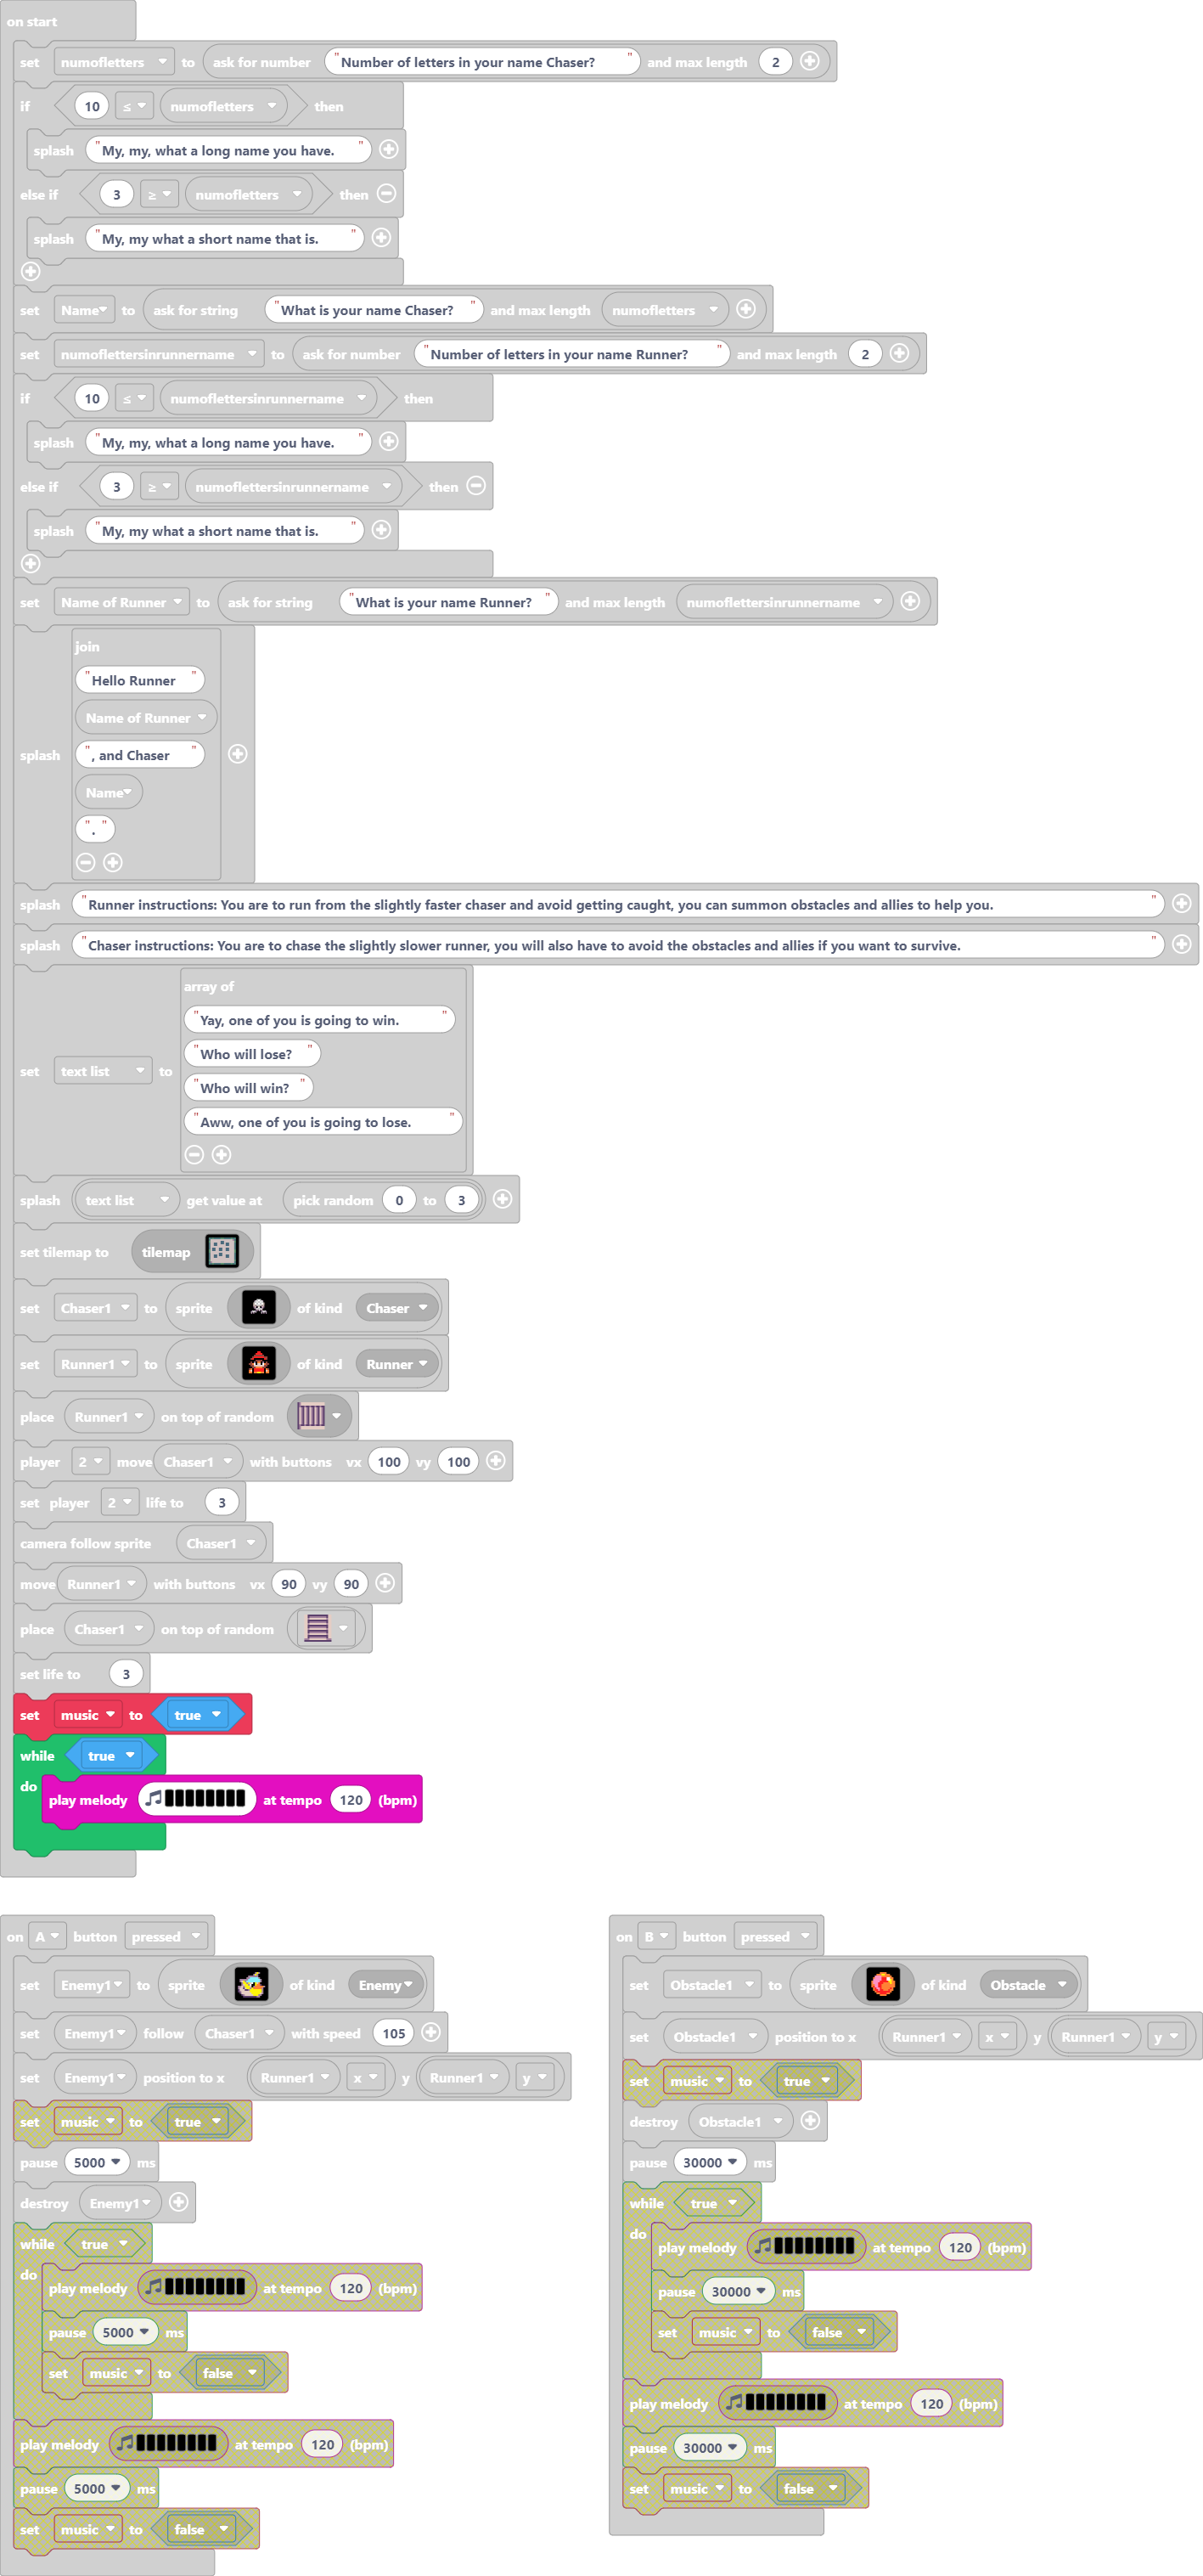 on start
set numofletters to ask for number "Number of letters in your name Chaser?" and max length 2
if 10 ≤ numofletters then
splash "My, my, what a long name you have."
else if 3 ≥ numofletters then
splash "My, my what a short name that is."
set Name to ask for string "What is your name Chaser?" and max length numofletters
set numoflettersinrunnername to ask for number "Number of letters in your name Runner?" and max length 2
if 10 ≤ numoflettersinrunnername then
splash "My, my, what a long name you have."
else if 3 ≥ numoflettersinrunnername then
splash "My, my what a short name that is."
set Name of Runner to ask for string "What is your name Runner?" and max length numoflettersinrunnername
join
"Hello Runner "
Name of Runner
splash ", and Chaser "
Name
"."
splash "Runner instructions: You are to run from the slightly faster chaser and avoid getting caught, you can summon obstacles and allies to help you."
splash "Chaser instructions: You are to chase the slightly slower runner, you will also have to avoid the obstacles and allies if you want to survive."
array of
"Yay, one of you is going to win."
"Who will lose?"
set text list to
"Who will win?"
"Aww, one of you is going to lose."
splash text list get value at pick random 0 to 3
set tilemap to tilemap
set Chaser1 to sprite of kind Chaser
set Runner1 to sprite of kind Runner
place Runner1 on top of random
player 2 move Chaser1 with buttons vx 100 vy 100
set player 2 life to 3
camera follow sprite Chaser1
move Runner1 with buttons vx 90 vy 90
place Chaser1 on top of random
set life to 3
set music to true
while true
do play melody at tempo 120 (bpm)
on A button pressed
set Enemy1 to sprite of kind Enemy
set Enemy1 follow Chaser1 with speed 105
set Enemy1 position to x Runner1 x y Runner1 y
set music to true
pause 5000 ms
destroy Enemy1
while true
do play melody at tempo 120 (bpm)
pause 5000 ms
set music to false
play melody at tempo 120 (bpm)
pause 5000 ms
set music to false
on B button pressed
set Obstacle1 to sprite of kind Obstacle
set Obstacle1 position to x Runner1 x y Runner1 y
set music to true
destroy Obstacle1
pause 30000 ms
while true
do play melody at tempo 120 (bpm)
pause 30000 ms
set music to false
play melody at tempo 120 (bpm)
pause 30000 ms
set music to false